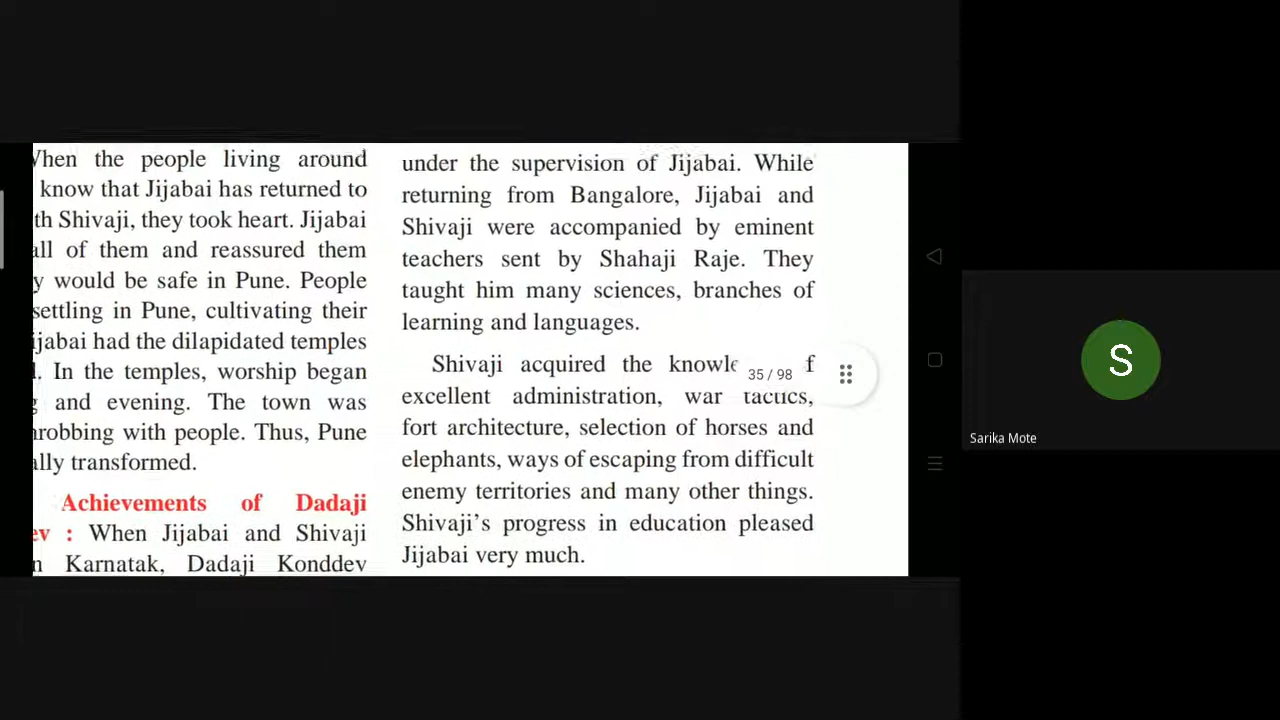 When the people living around
know that Jijabai has returned to
th Shivaji, they took heart. Jijabai
all of them and reassured them
y would be safe in Pune. People
settling in Pune, cultivating their
ijabai had the dilapidated temples
. In the temples, worship began
g and evening. The town was
hrobbing with people. Thus, Pune
ally transformed.
Achievements of Dadaji
ev : When Jijabai and Shivaji
n Karnatak, Dadaji Konddev
under the supervision of Jijabai. While
returning from Bangalore, Jijabai and
Shivaji were accompanied by eminent
teachers sent by Shahaji Raje. They
taught him many sciences, branches of
learning and languages.
Shivaji acquired the knowle f
excellent administration, war tactics,
fort architecture, selection of horses and
elephants, ways of escaping from difficult
enemy territories and many other things.
Shivaji's progress in education pleased
Jijabai very much.
35 / 98
S
Sarika Mote